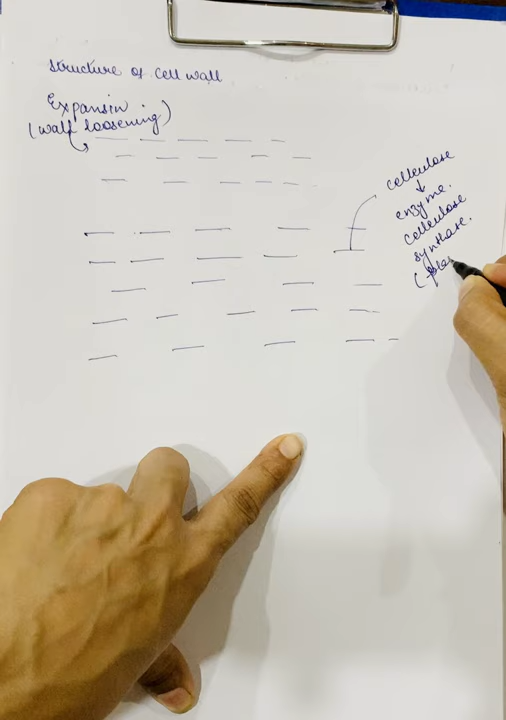 Structure of Cell wall
Expansin
(wall loosening)
cellulose
enzyme.
cellulose
synthase.